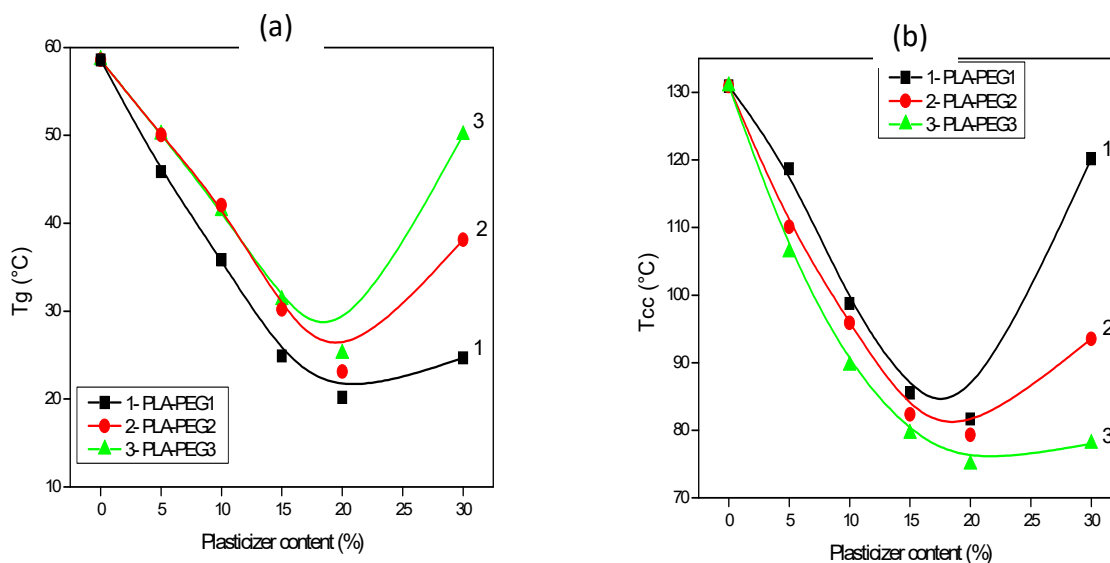 (a)
60
50
40
30
20
10
Tg (°C)
3
2
1
1- PLA-PEG1
2- PLA-PEG2
3- PLA-PEG3
0 5 10 15 20 25 30
Plasticizer content (%)
(b)
130
120
110
100
90
80
70
Tcc (°C)
1- PLA-PEG1
2- PLA-PEG2
3- PLA-PEG3
1
2
3
0 5 10 15 20 25 30
Plasticizer content (%)